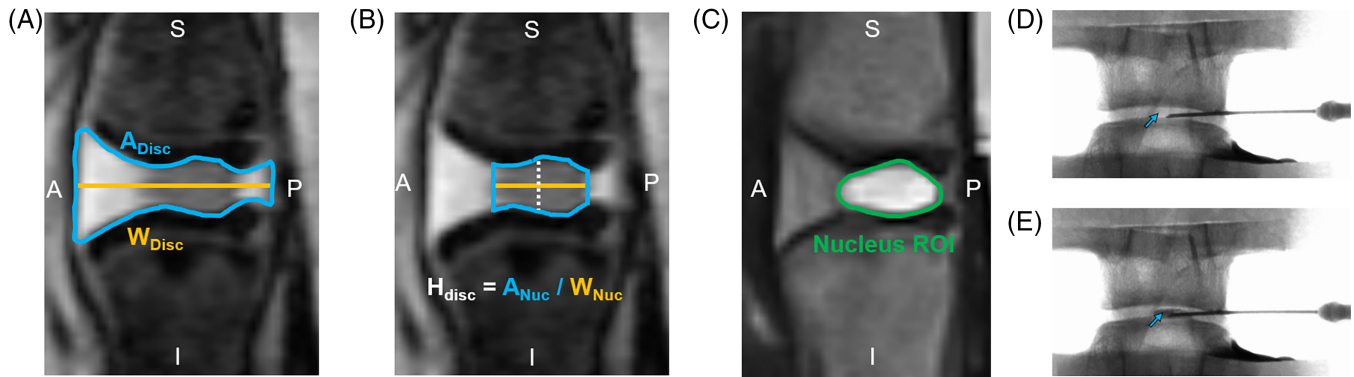 (A)
S
A_Disc
A
P
W_Disc
I
(B)
S
A
P
H_disc = A_Nuc / W_Nuc
I
(C)
S
A
P
Nucleus ROI
I
(D)
(E)